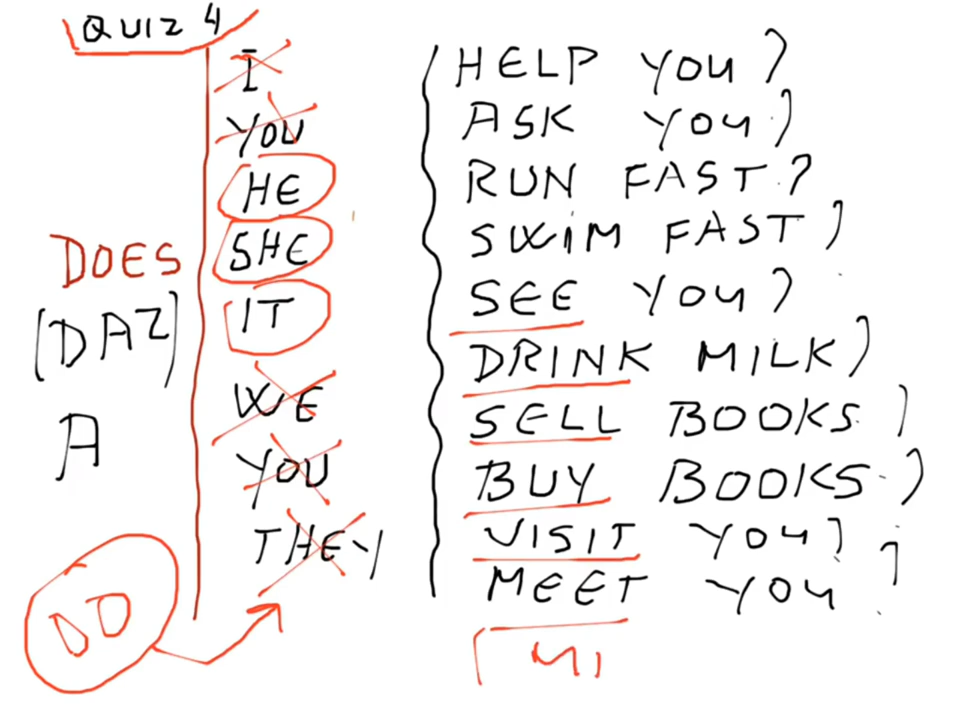 QUIZ 4
I
YOU
HE
SHE
IT
WE
YOU
THEY
DOES
[DAZ]
A
DO
HELP YOU?
ASK YOU?
RUN FAST?
SWIM FAST?
SEE YOU?
DRINK MILK?
SELL BOOKS?
BUY BOOKS?
VISIT YOU?
MEET YOU?